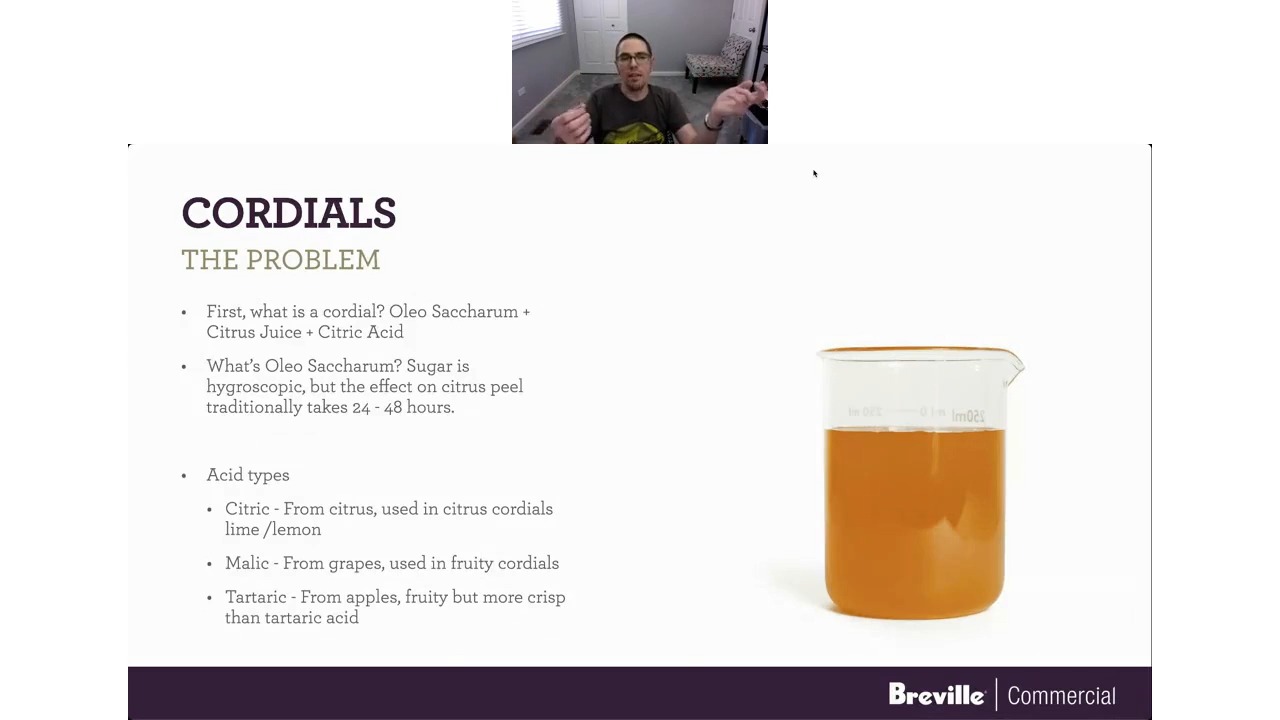 CORDIALS
THE PROBLEM
• First, what is a cordial? Oleo Saccharum +
Citrus Juice + Citric Acid
• What's Oleo Saccharum? Sugar is
hygroscopic, but the effect on citrus peel
traditionally takes 24 - 48 hours.
• Acid types
• Citric - From citrus, used in citrus cordials
lime /lemon
• Malic - From grapes, used in fruity cordials
• Tartaric - From apples, fruity but more crisp
than tartaric acid
250ml
Breville | Commercial